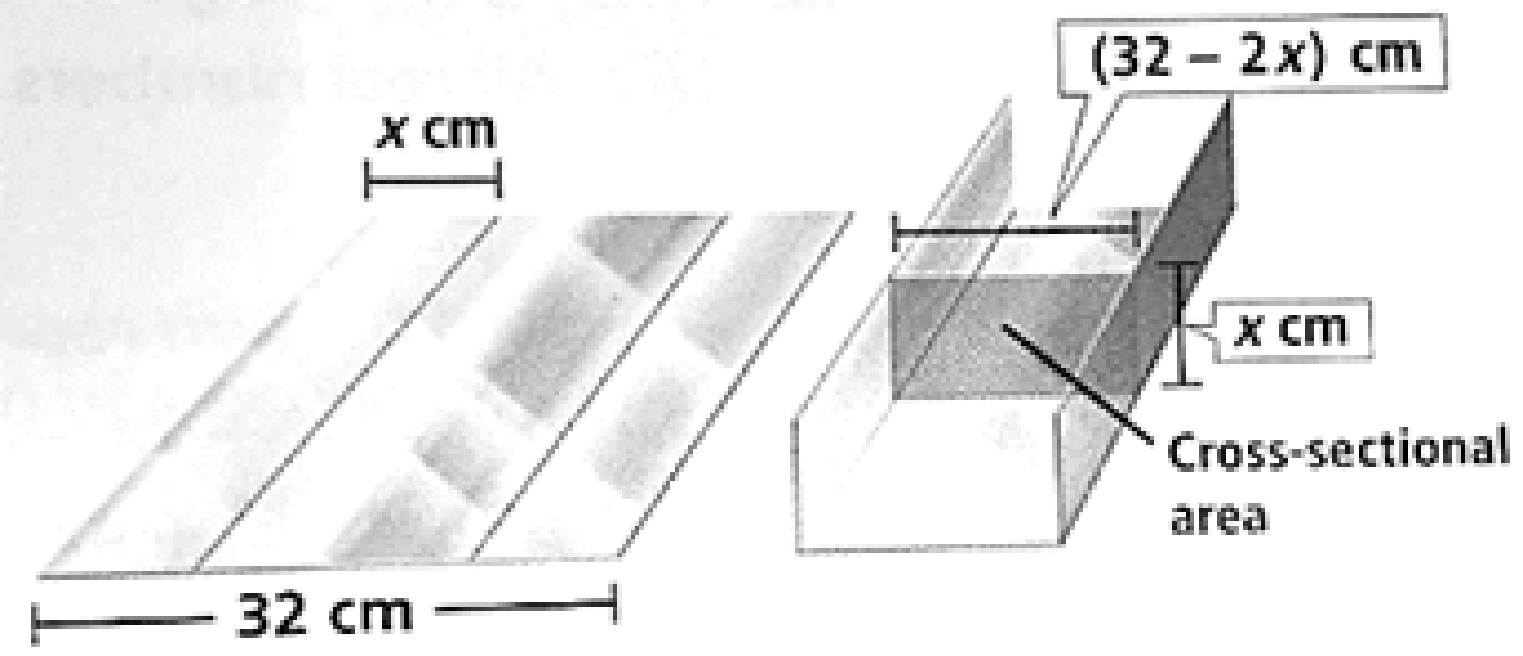 (32 – 2x) cm
x cm
x cm
Cross-sectional
area
32 cm